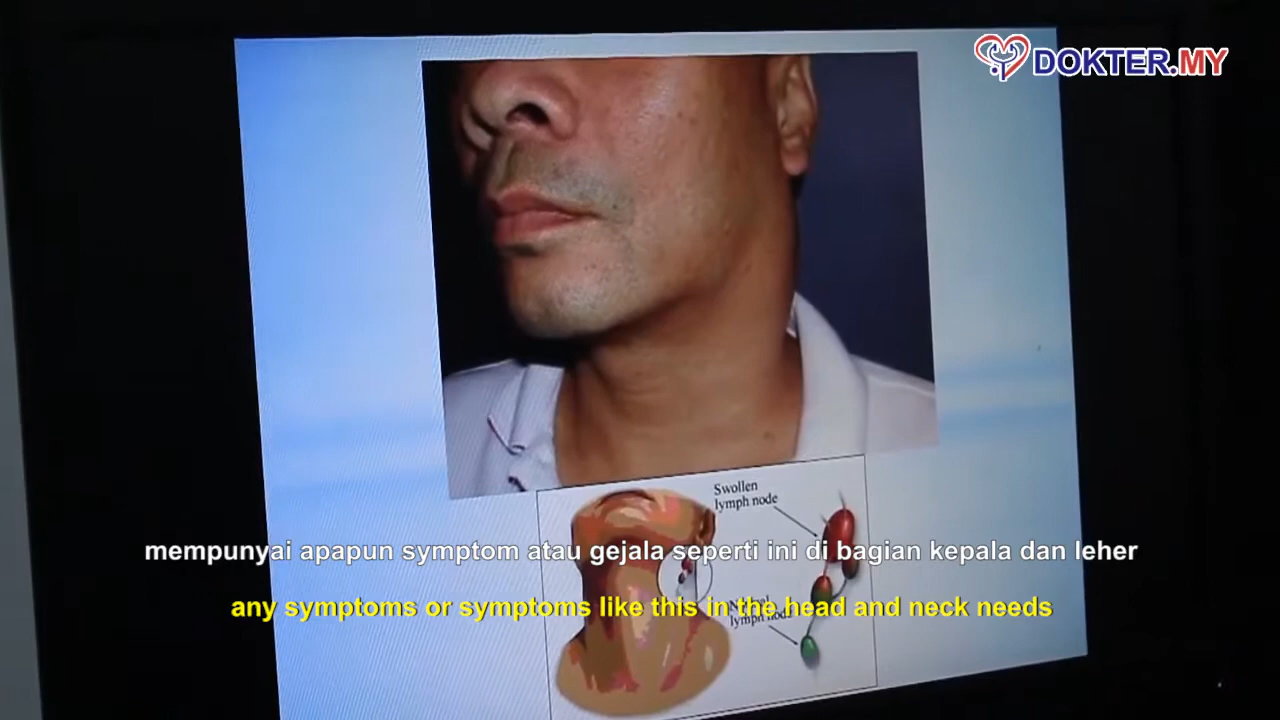 DOKTER.MY
Swollen
lymph node
mempunyai apapun symptom atau gejala seperti ini di bagian kepala dan leher
any symptoms or symptoms like this in the head and neck needs
lymph node